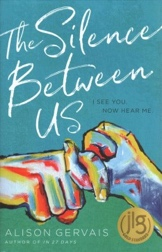 The
Silence
Between
Us
I SEE YOU.
NOW HEAR ME.
ALISON GERVAIS
AUTHOR OF IN 27 DAYS
jlg